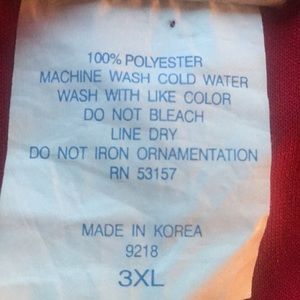 100% POLYESTER
MACHINE WASH COLD WATER
WASH WITH LIKE COLOR
DO NOT BLEACH
LINE DRY
DO NOT IRON ORNAMENTATION
RN 53157
MADE IN KOREA
9218
3XL